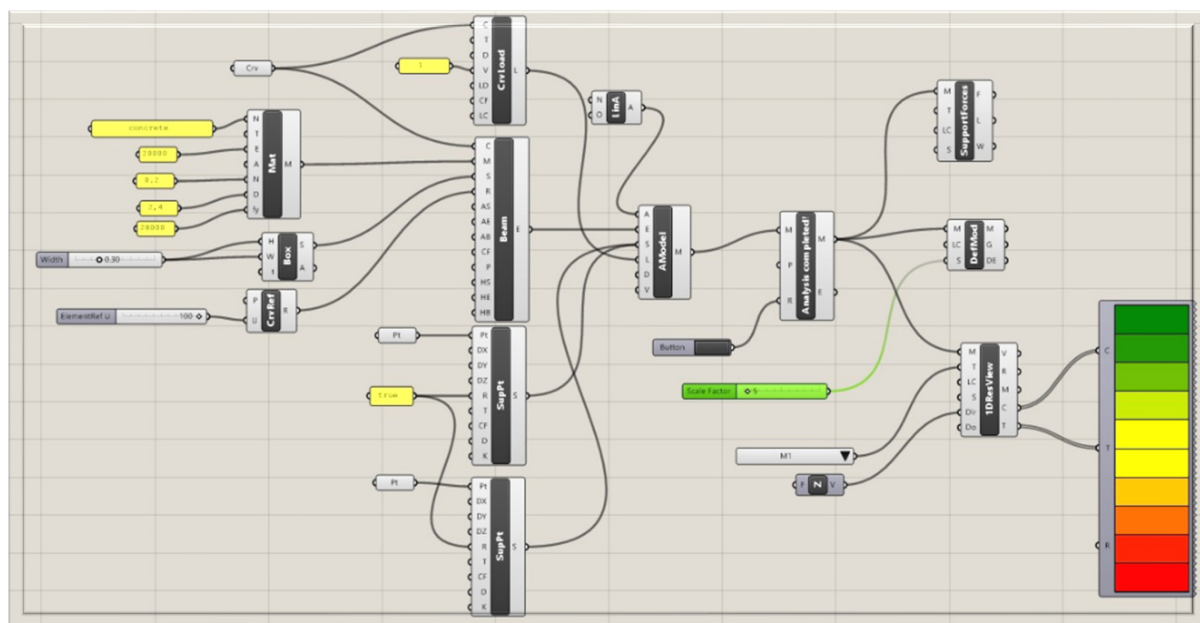 Crv
concrete
20000
0.2
2.4
20000
N
T
E
A
N
D
fy
Mat
M
Width
0.30
H
W
t
Box
S
A
ElementRef U
100
P
U
CrvRef
R
1
C
T
D
V
LD
CF
LC
CrvLoad
L
C
M
S
R
AS
AE
AB
CF
P
HS
HE
HB
Beam
E
Pt
true
Pt
DX
DY
DZ
R
T
CF
D
K
SupPt
S
Pt
Pt
DX
DY
DZ
R
T
CF
D
K
SupPt
S
N
O
LinA
A
A
E
S
L
D
V
AModel
M
Button
M
P
R
Analysis completed!
M
E
Scale Factor
5
M1
F
Z
V
M
T
LC
S
SupportForces
F
L
W
M
LC
S
DefMod
M
G
DE
M
T
LC
S
Dir
Do
1DResView
V
R
M
C
T
C
T
R